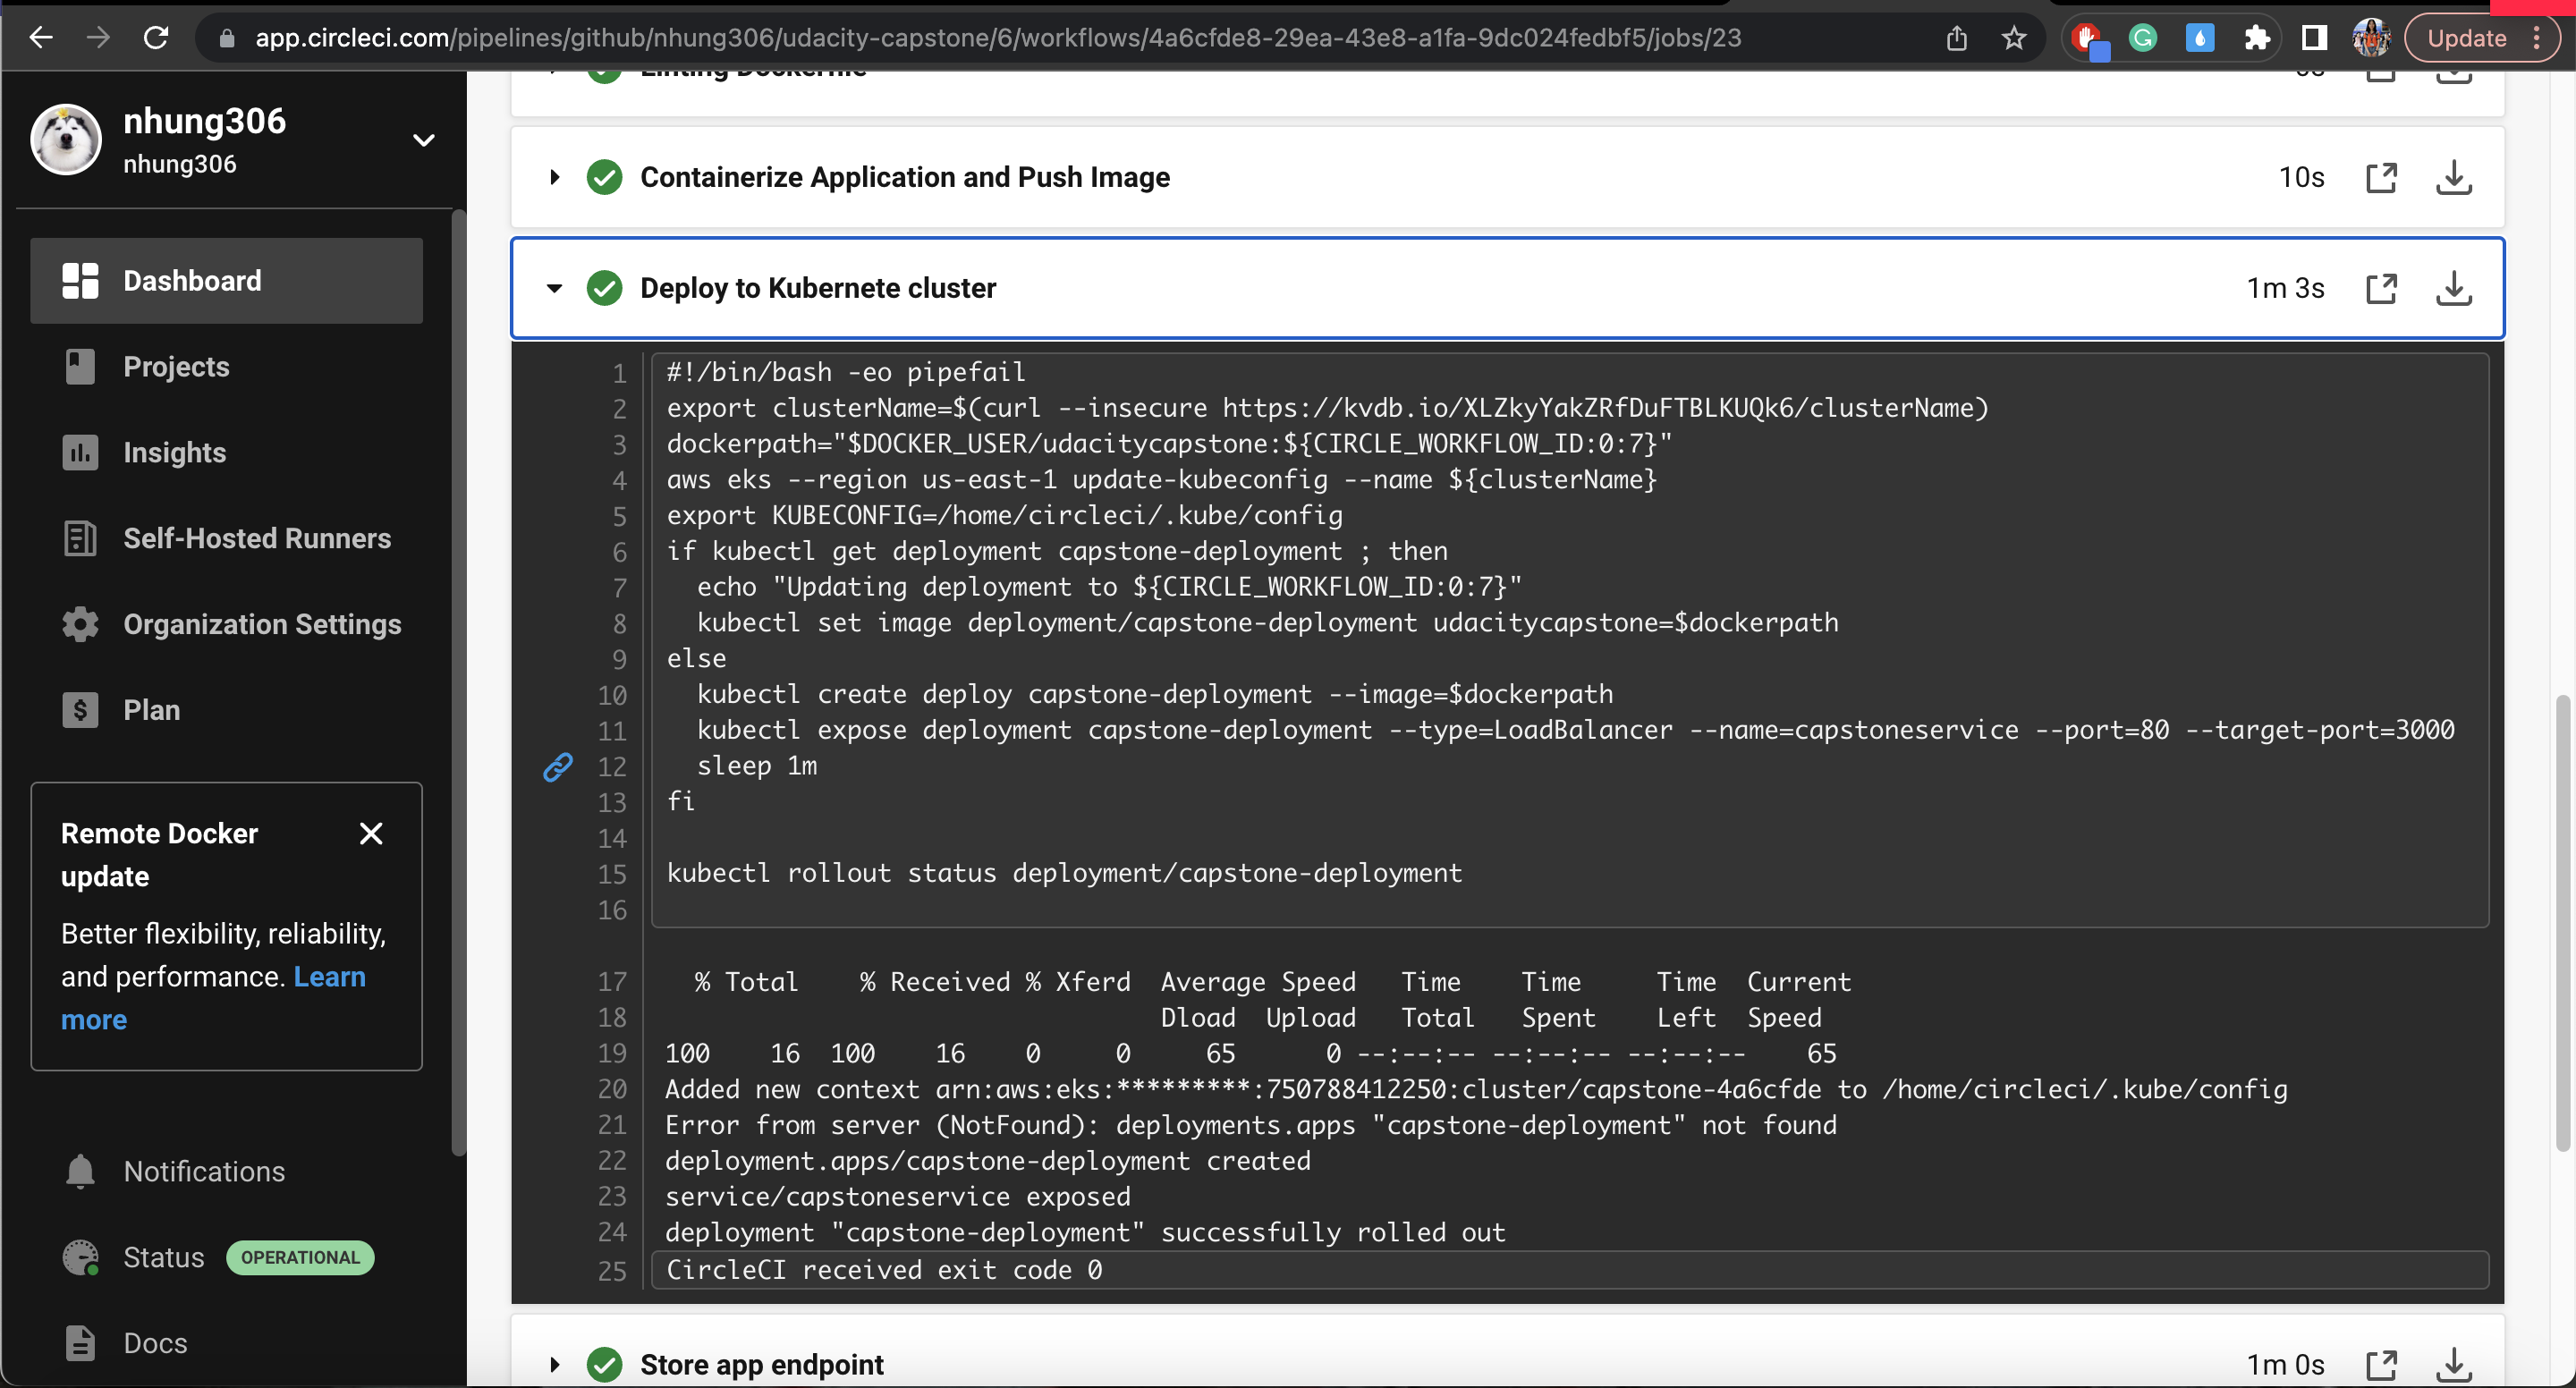 app.circleci.com/pipelines/github/nhung306/udacity-capstone/6/workflows/4a6cfde8-29ea-43e8-a1fa-9dc024fedbf5/jobs/23
Update
nhung306
nhung306
Dashboard
Projects
Insights
Self-Hosted Runners
Organization Settings
Plan
Remote Docker
update
Better flexibility, reliability,
and performance. Learn
more
Notifications
Status OPERATIONAL
Docs
Linting Dockerfile
Containerize Application and Push Image 10s
Deploy to Kubernete cluster 1m 3s
1 #!/bin/bash -eo pipefail
2 export clusterName=$(curl --insecure https://kvdb.io/XLZkyYakZRfDuFTBLKUQk6/clusterName)
3 dockerpath="$DOCKER_USER/udacitycapstone:${CIRCLE_WORKFLOW_ID:0:7}"
4 aws eks --region us-east-1 update-kubeconfig --name ${clusterName}
5 export KUBECONFIG=/home/circleci/.kube/config
6 if kubectl get deployment capstone-deployment ; then
7   echo "Updating deployment to ${CIRCLE_WORKFLOW_ID:0:7}"
8   kubectl set image deployment/capstone-deployment udacitycapstone=$dockerpath
9 else
10   kubectl create deploy capstone-deployment --image=$dockerpath
11   kubectl expose deployment capstone-deployment --type=LoadBalancer --name=capstoneservice --port=80 --target-port=3000
12   sleep 1m
13 fi
14
15 kubectl rollout status deployment/capstone-deployment
16
17   % Total    % Received % Xferd  Average Speed   Time    Time     Time  Current
18                                  Dload  Upload   Total   Spent    Left  Speed
19 100    16  100    16    0     0     65      0 --:--:-- --:--:-- --:--:--    65
20 Added new context arn:aws:eks:*********:750788412250:cluster/capstone-4a6cfde to /home/circleci/.kube/config
21 Error from server (NotFound): deployments.apps "capstone-deployment" not found
22 deployment.apps/capstone-deployment created
23 service/capstoneservice exposed
24 deployment "capstone-deployment" successfully rolled out
25 CircleCI received exit code 0
Store app endpoint 1m 0s